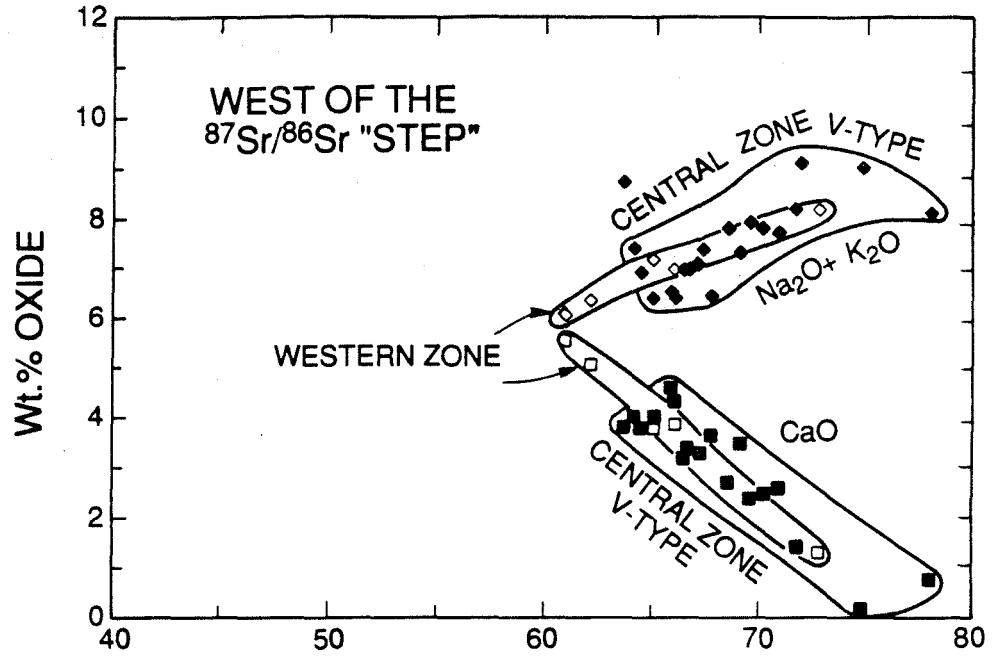 12
10
8
6
4
2
0
Wt.% OXIDE
WEST OF THE
⁸⁷Sr/⁸⁶Sr "STEP"
CENTRAL ZONE V-TYPE
Na₂O+ K₂O
WESTERN ZONE
CaO
CENTRAL ZONE
V-TYPE
40
50
60
70
80